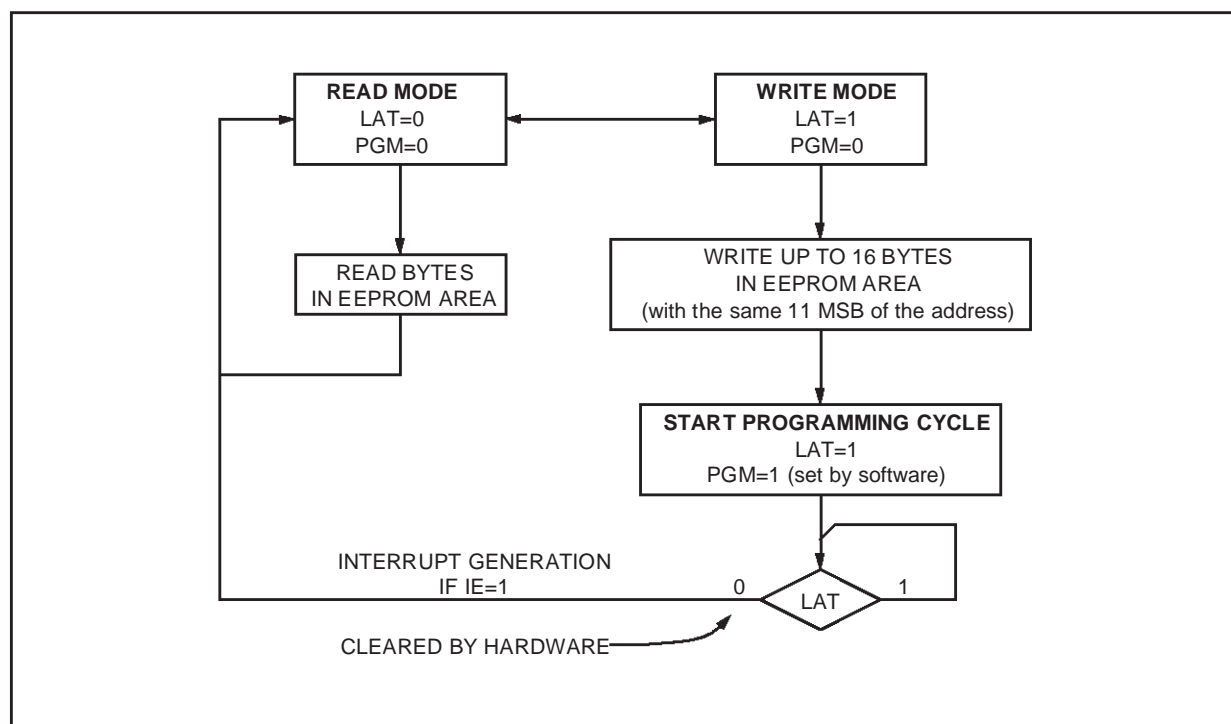 READ MODE
LAT=0
PGM=0
WRITE MODE
LAT=1
PGM=0
READ BYTES
IN EEPROM AREA
WRITE UP TO 16 BYTES
IN EEPROM AREA
(with the same 11 MSB of the address)
START PROGRAMMING CYCLE
LAT=1
PGM=1 (set by software)
INTERRUPT GENERATION
IF IE=1
0
LAT
1
CLEARED BY HARDWARE